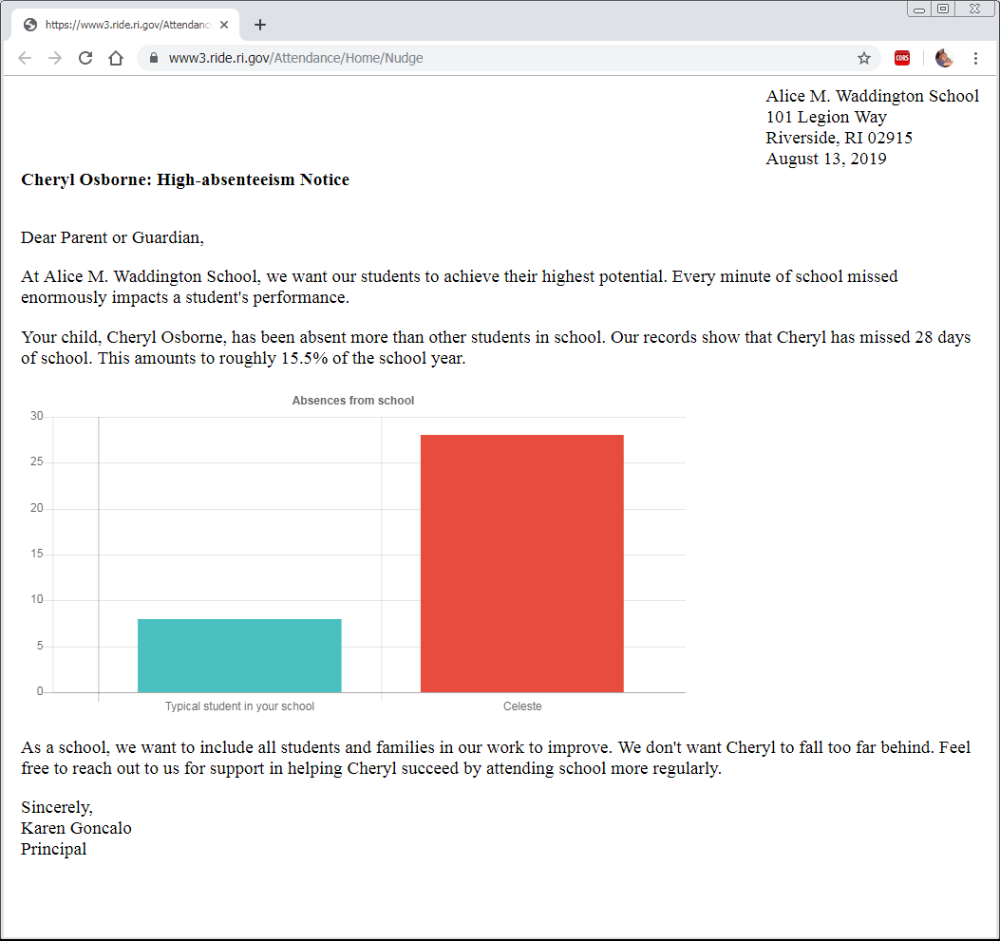 https://www3.ride.ri.gov/Attendanc
www3.ride.ri.gov/Attendance/Home/Nudge
CORS
Alice M. Waddington School
101 Legion Way
Riverside, RI 02915
August 13, 2019
Cheryl Osborne: High-absenteeism Notice
Dear Parent or Guardian,
At Alice M. Waddington School, we want our students to achieve their highest potential. Every minute of school missed
enormously impacts a student's performance.
Your child, Cheryl Osborne, has been absent more than other students in school. Our records show that Cheryl has missed 28 days
of school. This amounts to roughly 15.5% of the school year.
Absences from school
30
25
20
15
10
5
0
Typical student in your school
Celeste
As a school, we want to include all students and families in our work to improve. We don't want Cheryl to fall too far behind. Feel
free to reach out to us for support in helping Cheryl succeed by attending school more regularly.
Sincerely,
Karen Goncalo
Principal